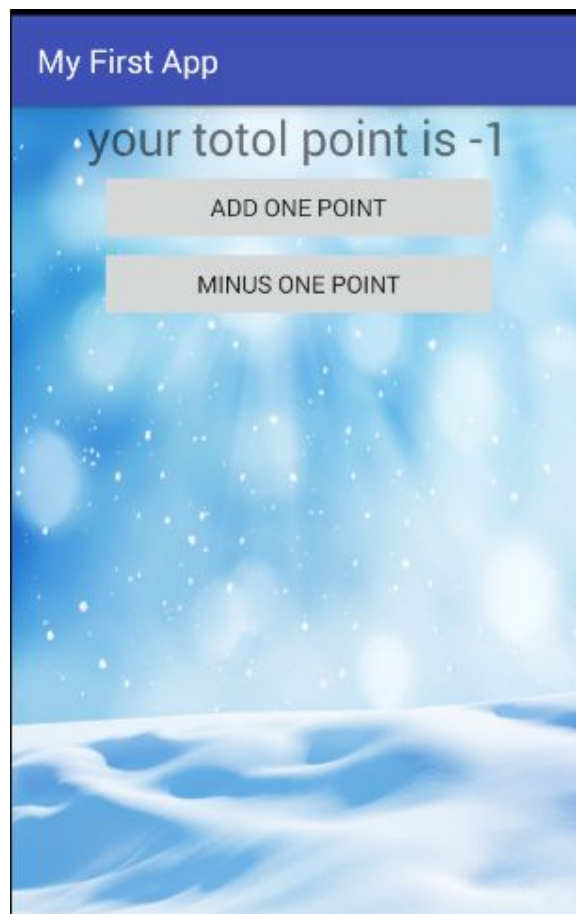 My First App
your totol point is -1
ADD ONE POINT
MINUS ONE POINT